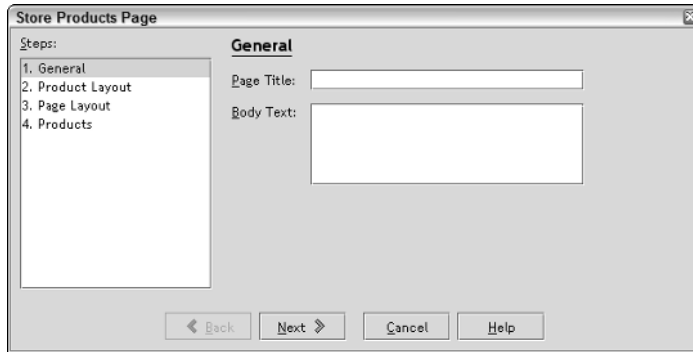 Store Products Page
Steps:
1. General
2. Product Layout
3. Page Layout
4. Products
General
Page Title:
Body Text:
Back
Next
Cancel
Help